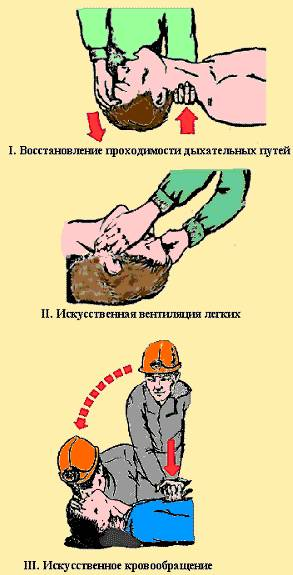 I. Восстановление проходимости дыхательных путей
II. Искусственная вентиляция легких
III. Искусственное кровообращение